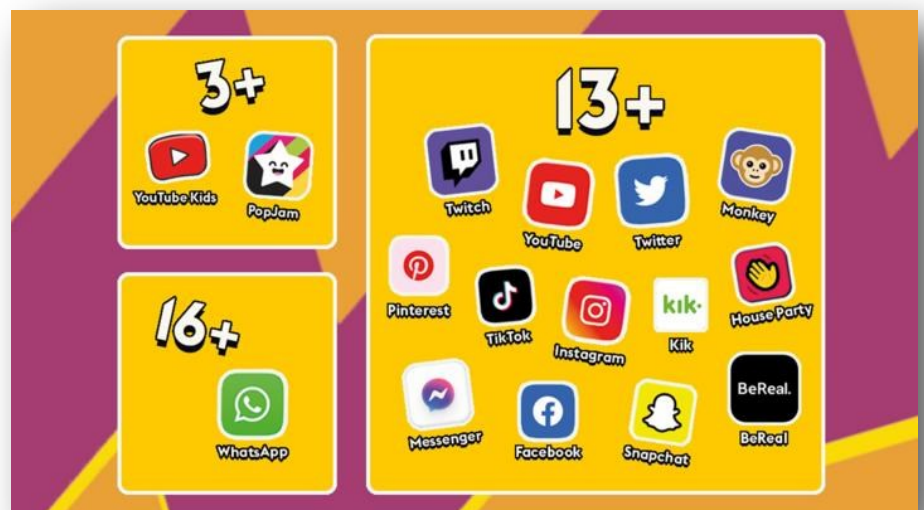 3+
YouTube Kids
PopJam
16+
WhatsApp
13+
Twitch
YouTube
Twitter
Monkey
Pinterest
TikTok
Instagram
kik.
Kik
House Party
Messenger
Facebook
Snapchat
BeReal.
BeReal